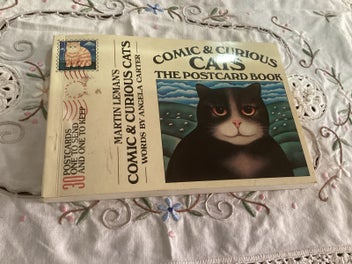 COMIC & CURIOUS
CATS
THE POSTCARD BOOK
MARTIN LEMAN'S
COMIC & CURIOUS CATS
WORDS BY ANGELA CARTER
30 POSTCARDS
ONE TO SEND
AND ONE TO KEEP